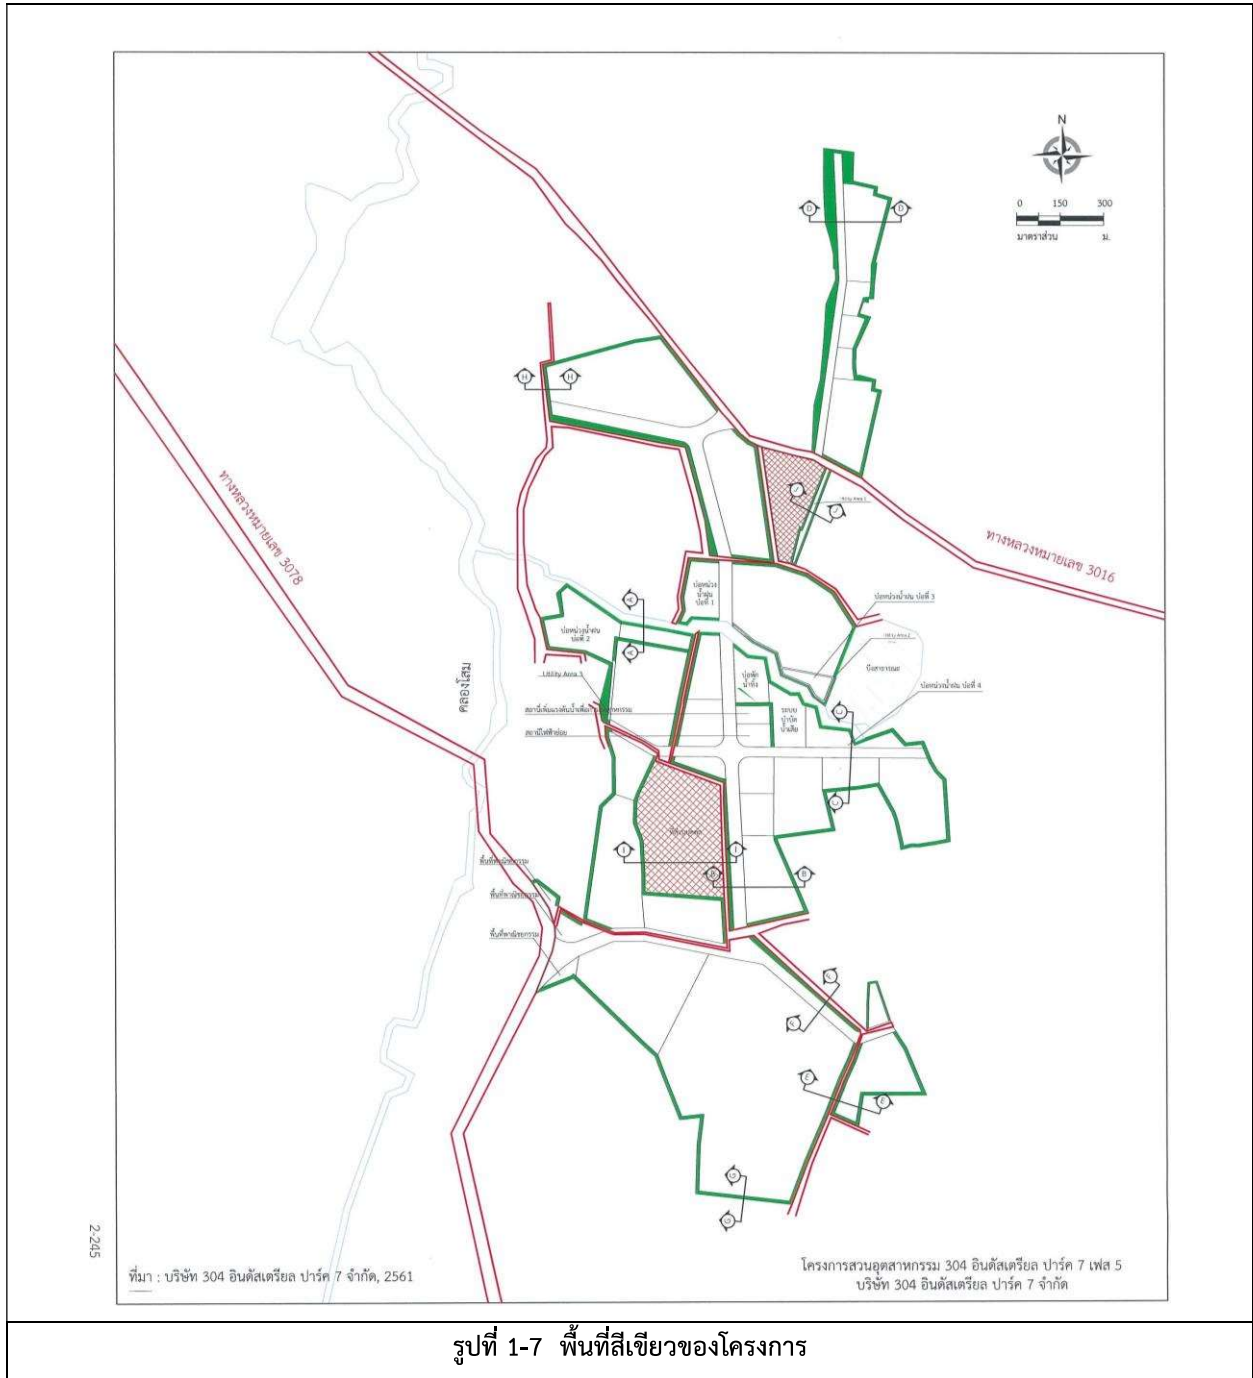 N
0 150 300
มาตราส่วน ม.
D D
H H
ทางหลวงหมายเลข 3078
J J
Utility Area 1
ทางหลวงหมายเลข 3016
บ่อหน่วง
น้ำฝน
บ่อที่ 1
บ่อหน่วงน้ำฝน บ่อที่ 3
A A
บ่อหน่วงน้ำฝน
บ่อที่ 2
Utility Area 2
บึงสาธารณะ
คลองโสม
Utility Area 3
บ่อพัก
น้ำทิ้ง
บ่อหน่วงน้ำฝน บ่อที่ 4
ระบบ
บำบัด
น้ำเสีย
C C
สถานีไฟฟ้าย่อย
I I
B B
พื้นที่พาณิชยกรรม
พื้นที่พาณิชยกรรม
พื้นที่พาณิชยกรรม
F F
E E
G G
2-245
ที่มา : บริษัท 304 อินดัสเตรียล ปาร์ค 7 จำกัด, 2561
โครงการสวนอุตสาหกรรม 304 อินดัสเตรียล ปาร์ค 7 เฟส 5
บริษัท 304 อินดัสเตรียล ปาร์ค 7 จำกัด
รูปที่ 1-7 พื้นที่สีเขียวของโครงการ